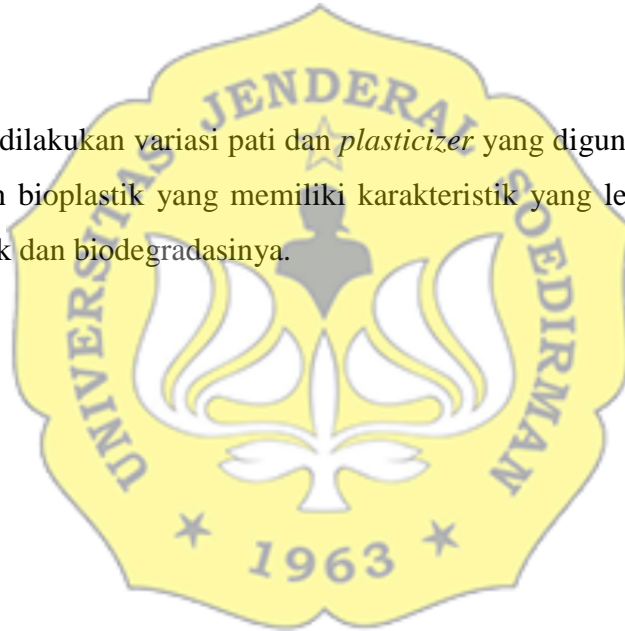 dilakukan variasi pati dan plasticizer yang digun
bioplastik yang memiliki karakteristik yang le
dan biodegradasinya.
UNIVERSITAS JENDERAL SOEDIRMAN
★ 1963 ★